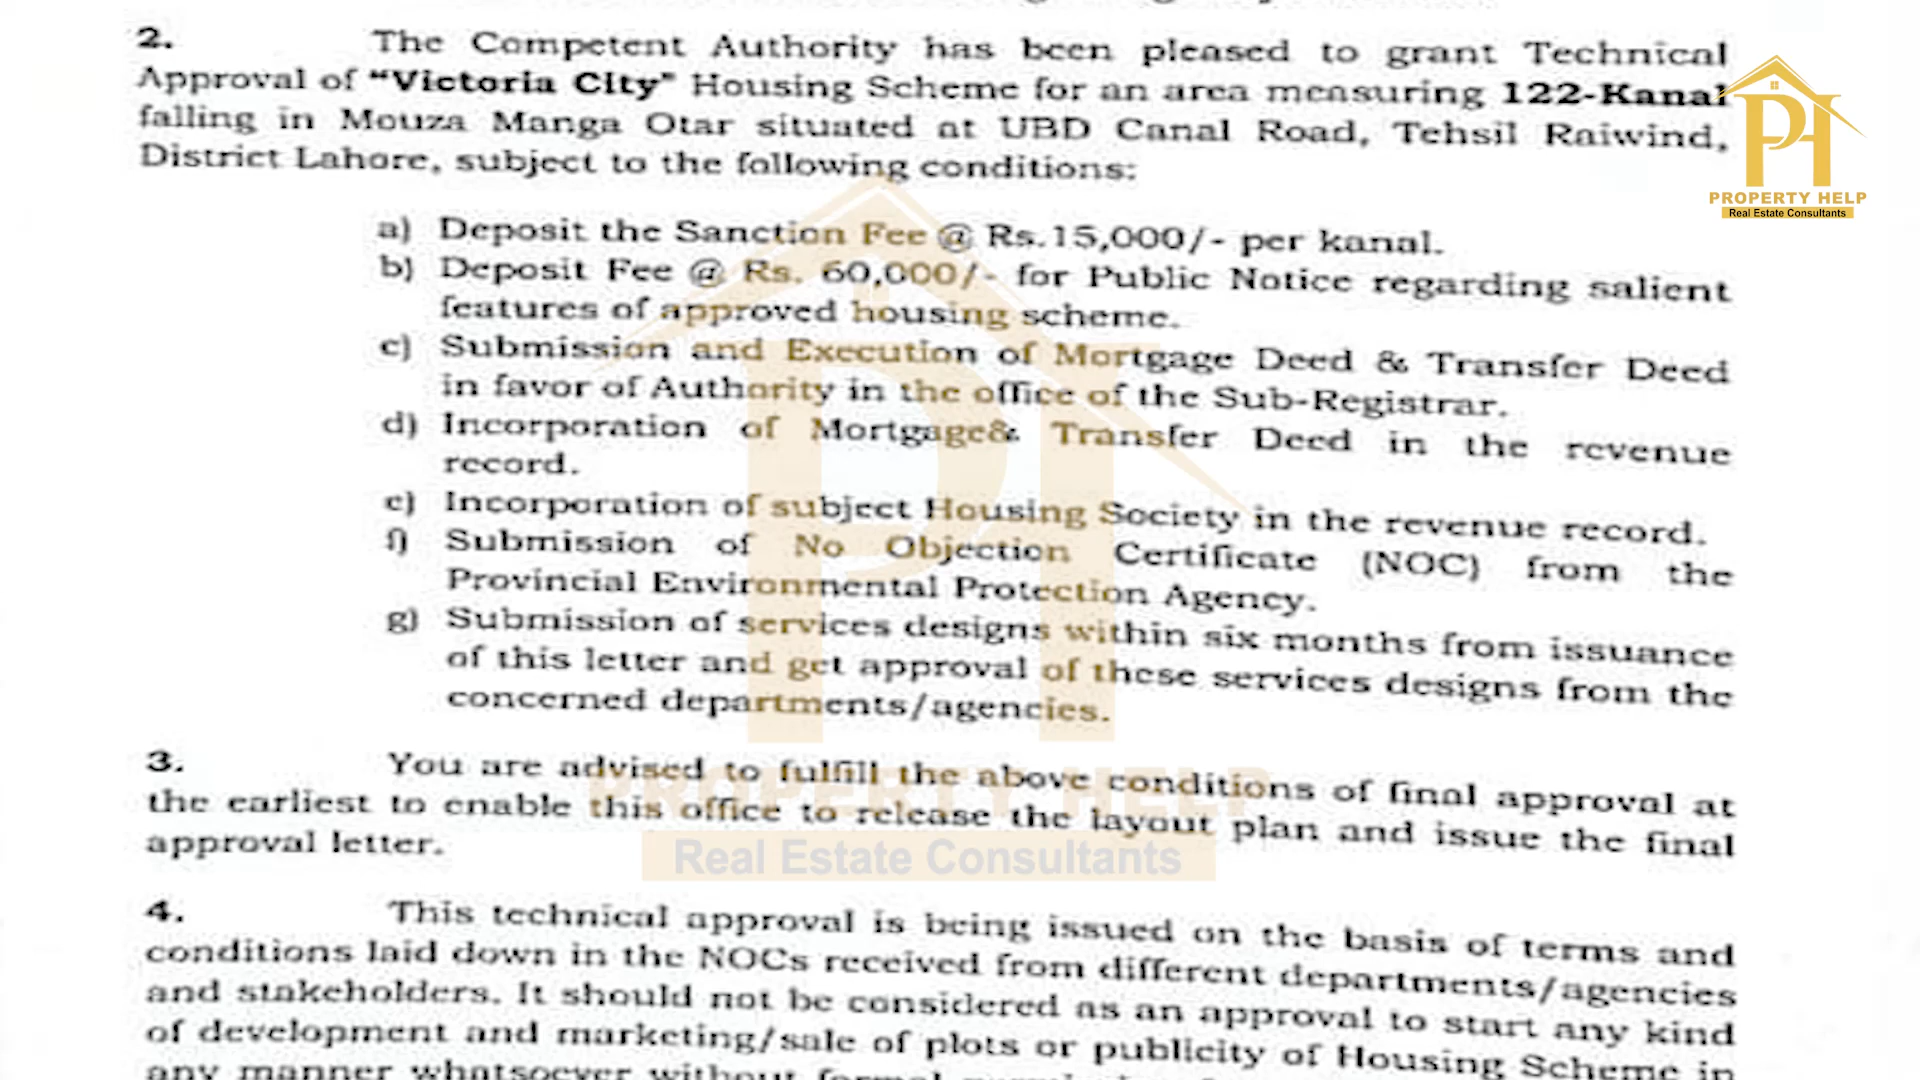 2. The Competent Authority has been pleased to grant Technical
Approval of "Victoria City" Housing Scheme for an area measuring 122-Kanal
falling in Mouza Manga Otar situated at UBD Canal Road, Tehsil Raiwind,
District Lahore, subject to the following conditions:
PH
PROPERTY HELP
Real Estate Consultants
a) Deposit the Sanction Fee @ Rs.15,000/- per kanal.
b) Deposit Fee @ Rs. 60,000/- for Public Notice regarding salient
features of approved housing scheme.
c) Submission and Execution of Mortgage Deed & Transfer Deed
in favor of Authority in the office of the Sub-Registrar.
d) Incorporation of Mortgage& Transfer Deed in the revenue
record.
e) Incorporation of subject Housing Society in the revenue record.
f) Submission of No Objection Certificate (NOC) from the
Provincial Environmental Protection Agency.
g) Submission of services designs within six months from issuance
of this letter and get approval of these services designs from the
concerned departments/agencies.
3. You are advised to fulfill the above conditions of final approval at
the earliest to enable this office to release the layout plan and issue the final
approval letter.
PROPERTY HELP
Real Estate Consultants
4. This technical approval is being issued on the basis of terms and
conditions laid down in the NOCs received from different departments/agencies
and stakeholders. It should not be considered as an approval to start any kind
of development and marketing/sale of plots or publicity of Housing Scheme in
any manner whatsoever without formal